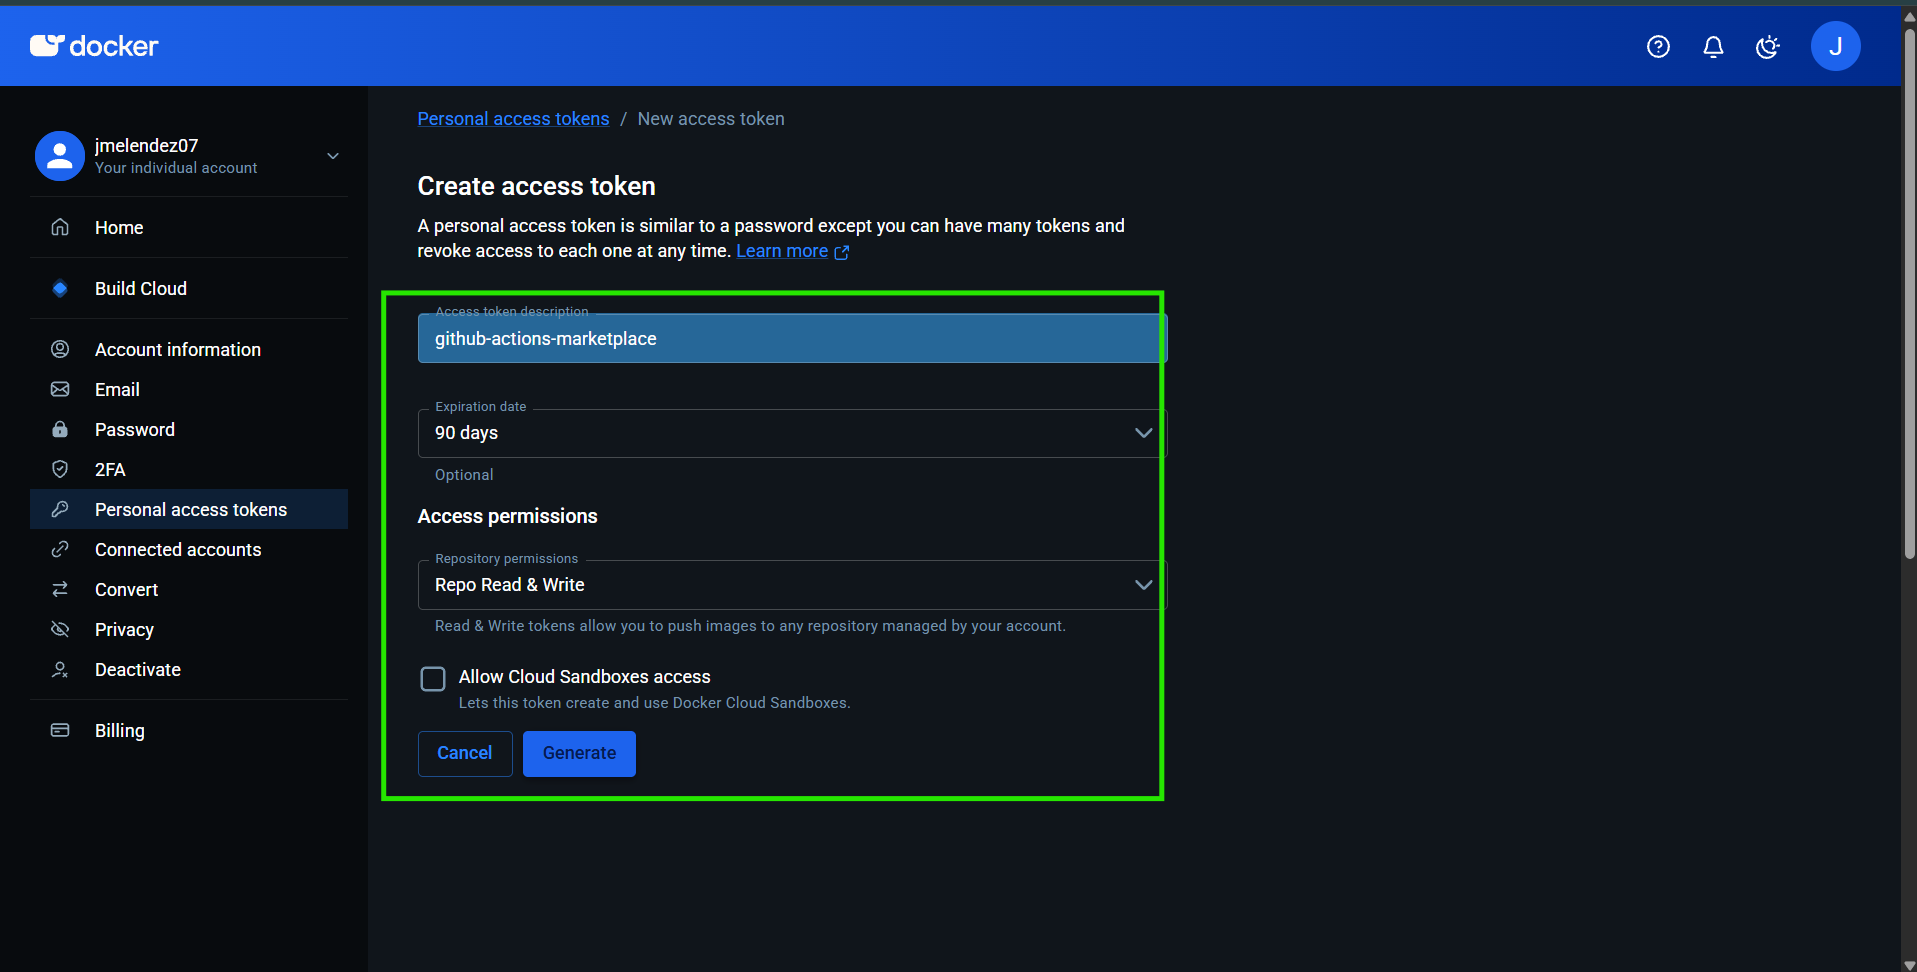 docker
J
jmelendez07
Your individual account
Home
Build Cloud
Account information
Email
Password
2FA
Personal access tokens
Connected accounts
Convert
Privacy
Deactivate
Billing
Personal access tokens / New access token
Create access token
A personal access token is similar to a password except you can have many tokens and
revoke access to each one at any time. Learn more
Access token description
github-actions-marketplace
Expiration date
90 days
Optional
Access permissions
Repository permissions
Repo Read & Write
Read & Write tokens allow you to push images to any repository managed by your account.
Allow Cloud Sandboxes access
Lets this token create and use Docker Cloud Sandboxes.
Cancel
Generate